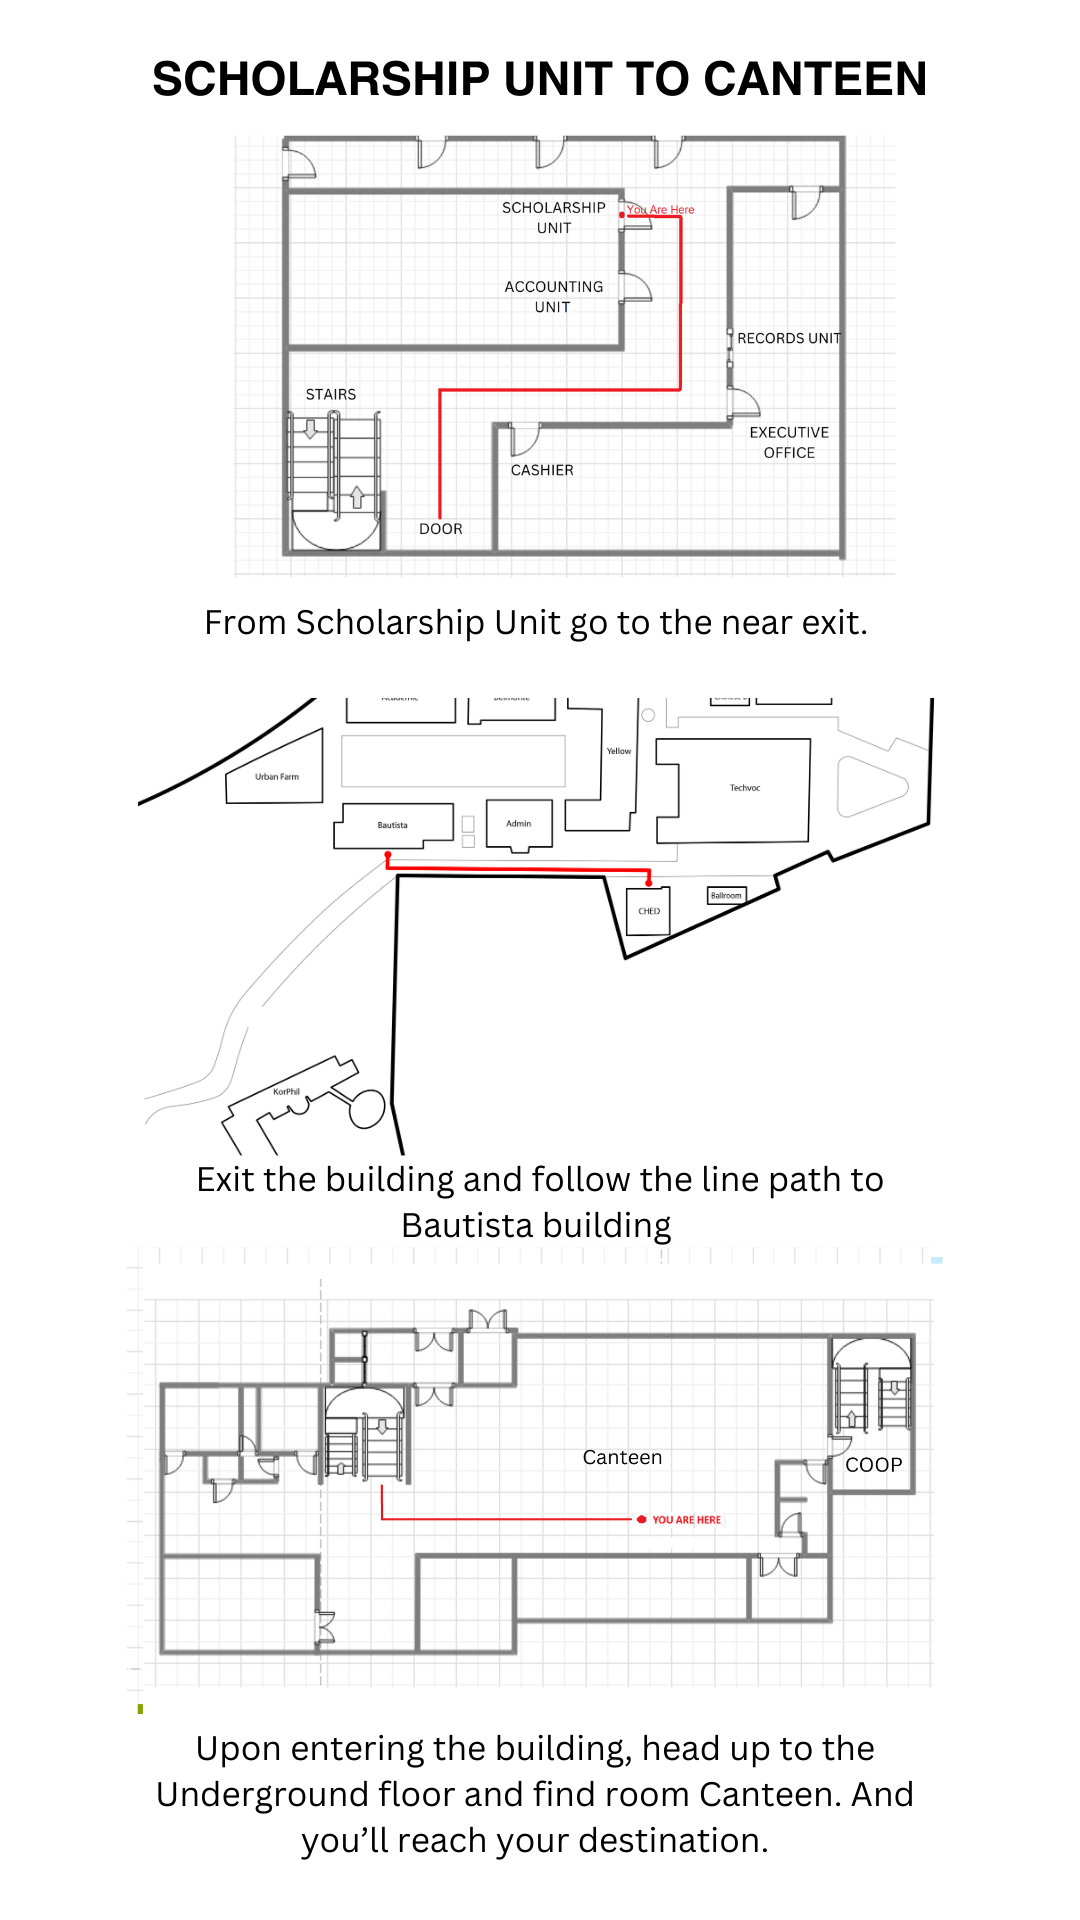 SCHOLARSHIP UNIT TO CANTEEN
SCHOLARSHIP
UNIT
You Are Here
ACCOUNTING
UNIT
RECORDS UNIT
STAIRS
EXECUTIVE
OFFICE
CASHIER
DOOR
From Scholarship Unit go to the near exit.
Yellow
Urban Farm
Techvoc
Bautista
Admin
Ballroom
CHED
KorPhil
Exit the building and follow the line path to
Bautista building
Canteen
COOP
YOU ARE HERE
Upon entering the building, head up to the
Underground floor and find room Canteen. And
you’ll reach your destination.